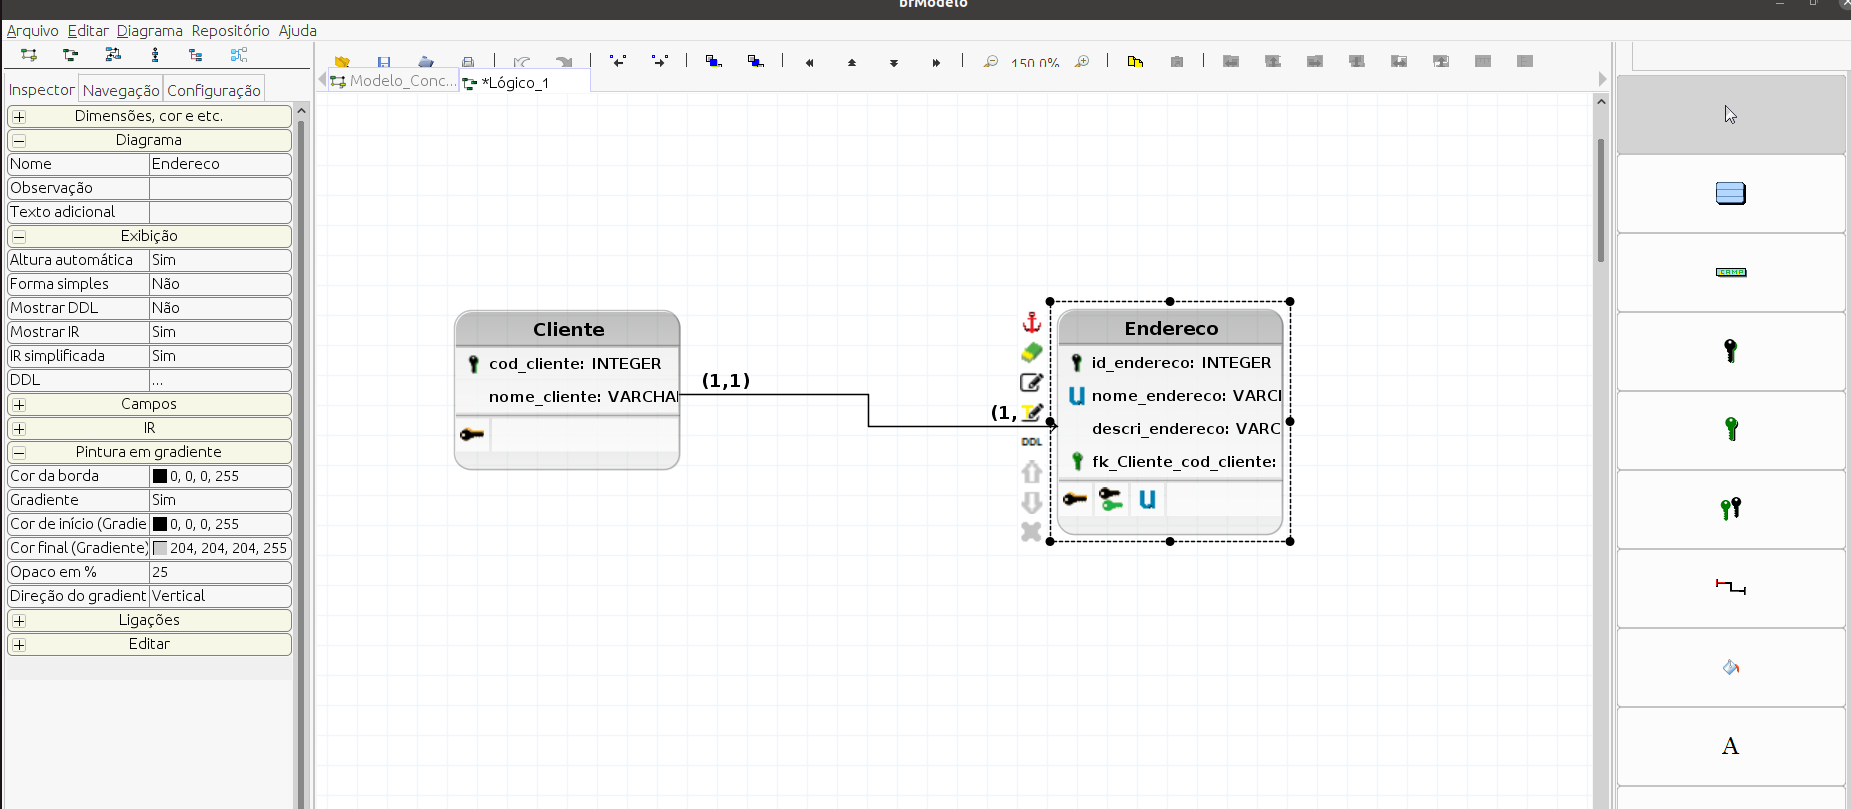 brModelo
Arquivo Editar Diagrama Repositório Ajuda
150.0%
Inspector Navegação Configuração
Modelo_Conc... *Lógico_1
Dimensões, cor e etc.
Diagrama
Nome Endereco
Observação
Texto adicional
Exibição
Altura automática Sim
Forma simples Não
Mostrar DDL Não
Mostrar IR Sim
IR simplificada Sim
DDL ...
Campos
IR
Pintura em gradiente
Cor da borda 0, 0, 0, 255
Gradiente Sim
Cor de início (Gradie 0, 0, 0, 255
Cor final (Gradiente) 204, 204, 204, 255
Opaco em % 25
Direção do gradient Vertical
Ligações
Editar
Cliente
cod_cliente: INTEGER
nome_cliente: VARCHA
(1,1)
(1,
DDL
Endereco
id_endereco: INTEGER
U nome_endereco: VARC
descri_endereco: VARC
fk_Cliente_cod_cliente:
U
A